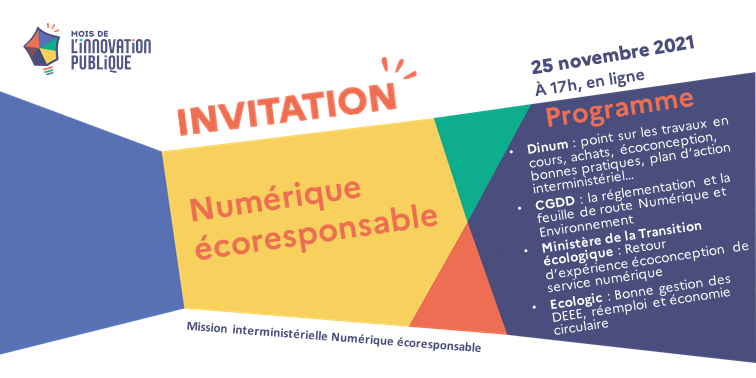 MOIS DE
L'INNOVATION
PUBLIQUE
INVITATION
Numérique
écoresponsable
Mission interministérielle Numérique écoresponsable
25 novembre 2021
À 17h, en ligne
Programme
• Dinum : point sur les travaux en
cours, achats, écoconception,
bonnes pratiques, plan d'action
interministériel...
• CGDD : la réglementation et la
feuille de route Numérique et
Environnement
• Ministère de la Transition
écologique : Retour
d'expérience écoconception de
service numérique
• Ecologic : Bonne gestion des
DEEE, réemploi et économie
circulaire